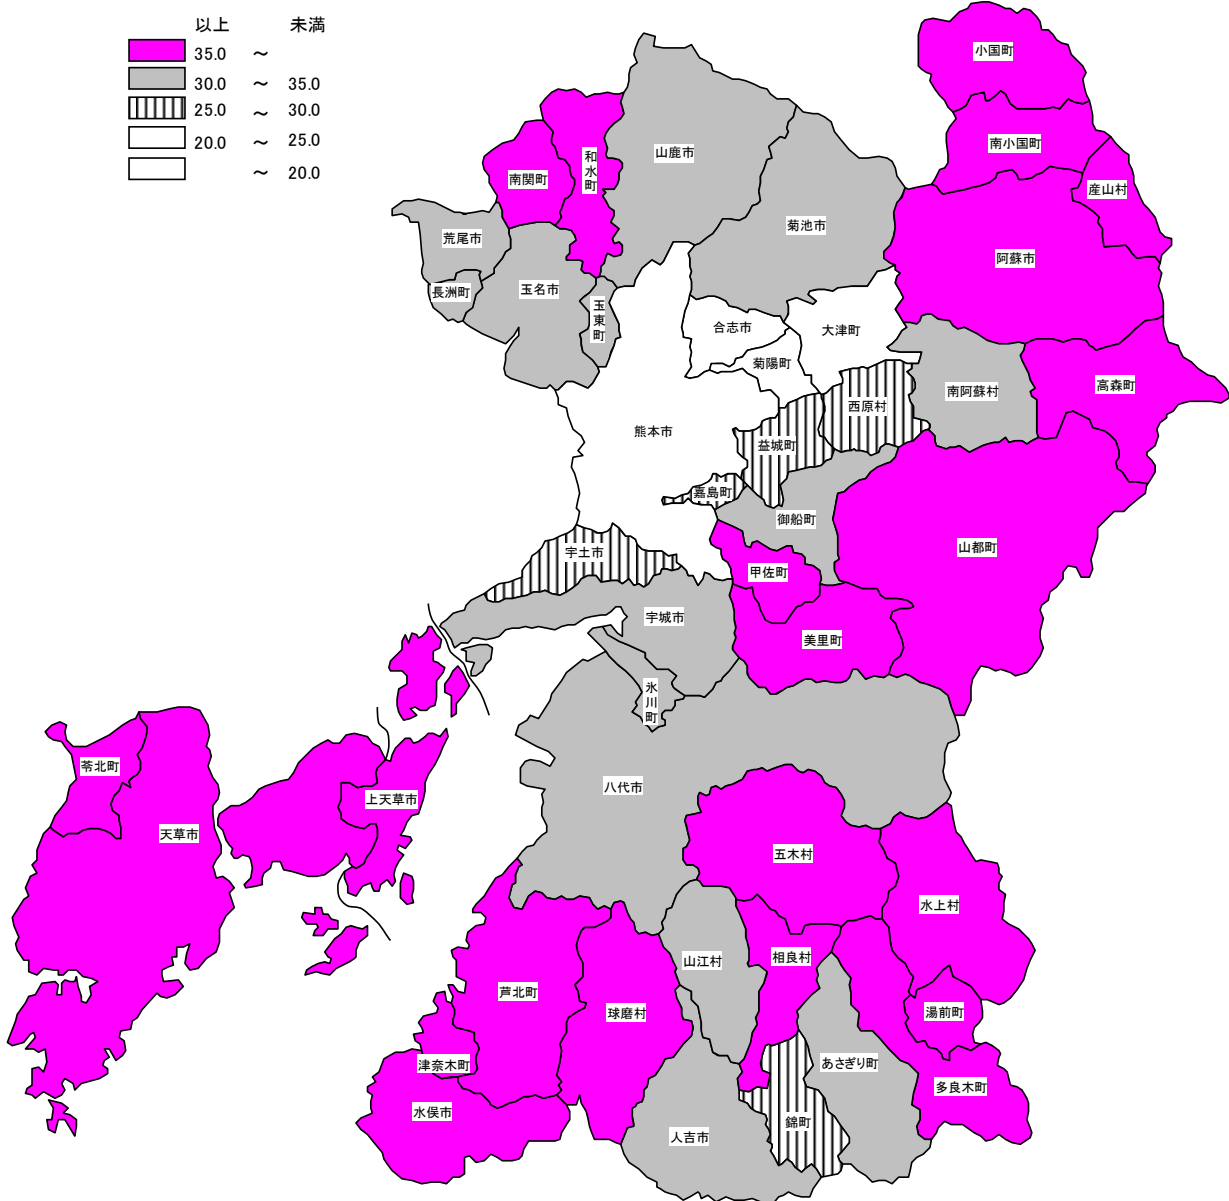 以上 未満
35.0 ～
30.0 ～ 35.0
25.0 ～ 30.0
20.0 ～ 25.0
～ 20.0
小国町
南小国町
産山村
和水町
山鹿市
南関町
菊池市
荒尾市
阿蘇市
長洲町
玉名市
玉東町
合志市
大津町
菊陽町
南阿蘇村
高森町
西原村
熊本市
益城町
嘉島町
御船町
山都町
宇土市
甲佐町
宇城市
美里町
氷川町
苓北町
八代市
上天草市
天草市
五木村
水上村
山江村
相良村
芦北町
球磨村
湯前町
津奈木町
あさぎり町
多良木町
水俣市
錦町
人吉市